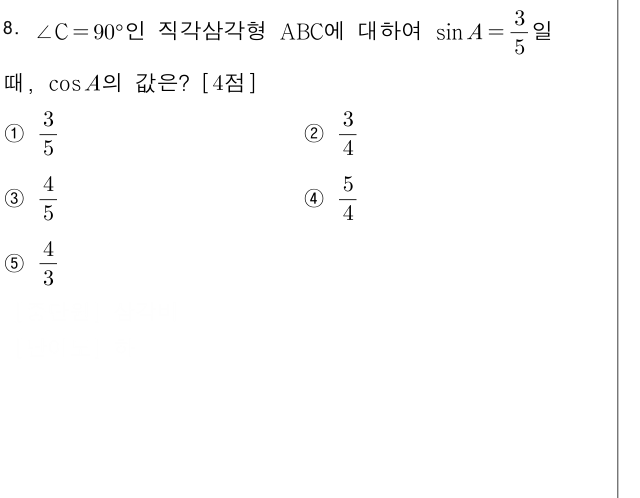 8. ∠C=90°인 직각삼각형 ABC에 대하여 sin A = 3/5 일
때, cos A의 값은? [4점]
① 3/5 ② 3/4
③ 4/5 ④ 5/4
⑤ 4/3